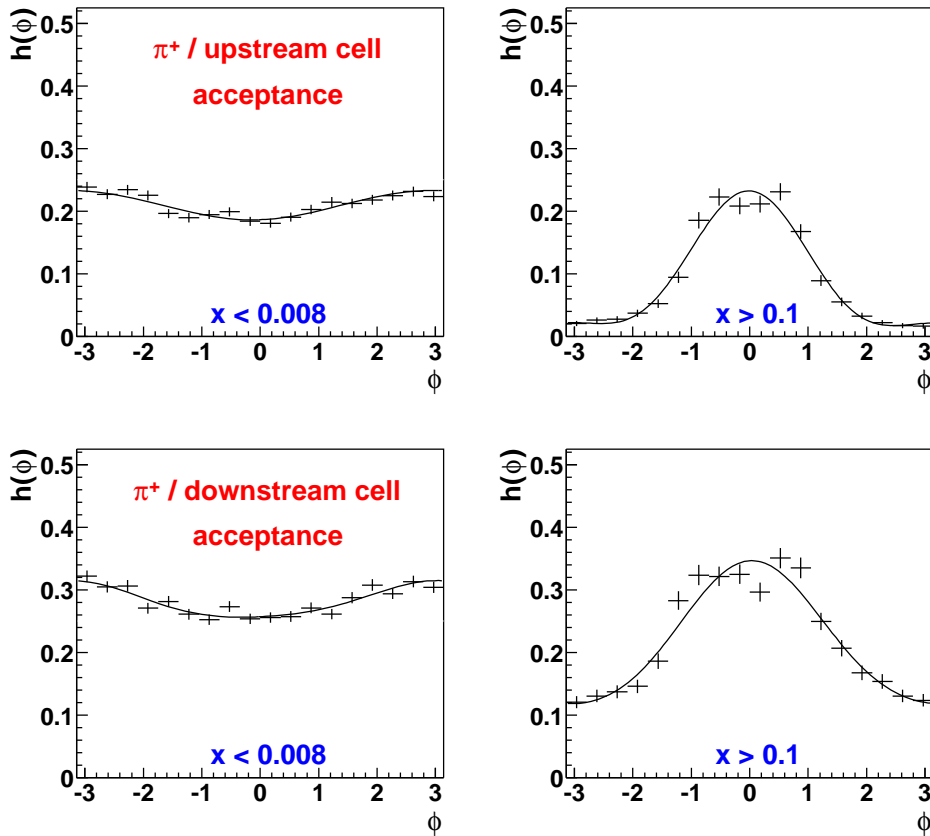 h(ϕ)
0.5
0.4
0.3
0.2
0.1
0
π⁺ / upstream cell
acceptance
x < 0.008
-3 -2 -1 0 1 2 3
ϕ
h(ϕ)
0.5
0.4
0.3
0.2
0.1
0
x > 0.1
-3 -2 -1 0 1 2 3
ϕ
h(ϕ)
0.5
0.4
0.3
0.2
0.1
0
π⁺ / downstream cell
acceptance
x < 0.008
-3 -2 -1 0 1 2 3
ϕ
h(ϕ)
0.5
0.4
0.3
0.2
0.1
0
x > 0.1
-3 -2 -1 0 1 2 3
ϕ